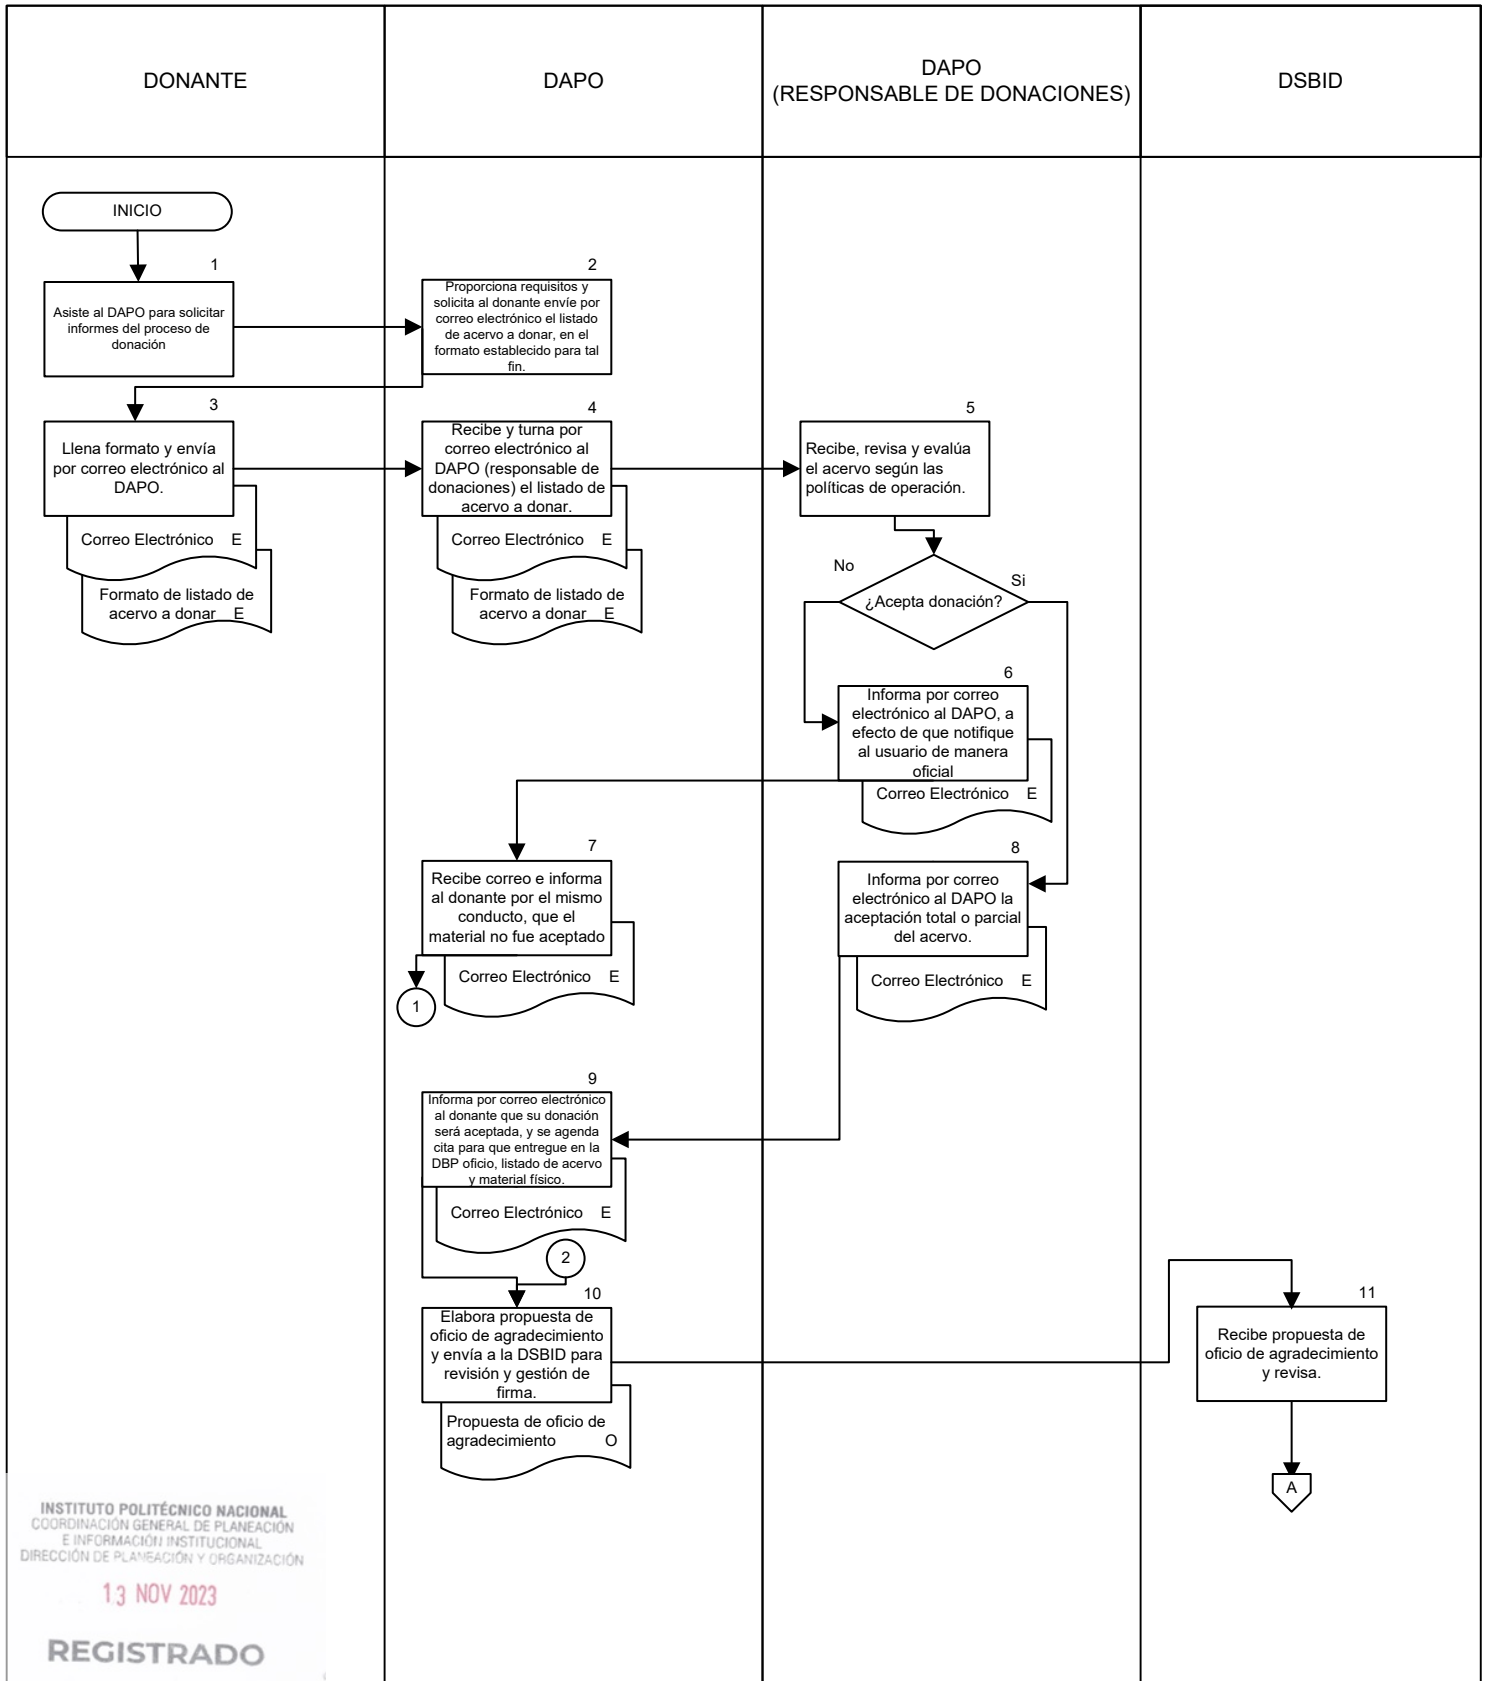 DONANTE
DAPO
DAPO
(RESPONSABLE DE DONACIONES)
DSBID
INICIO
1
Asiste al DAPO para solicitar
informes del proceso de
donación
2
Proporciona requisitos y
solicita al donante envíe por
correo electrónico el listado
de acervo a donar, en el
formato establecido para tal
fin.
3
Llena formato y envía
por correo electrónico al
DAPO.
Correo Electrónico E
Formato de listado de
acervo a donar E
4
Recibe y turna por
correo electrónico al
DAPO (responsable de
donaciones) el listado de
acervo a donar.
Correo Electrónico E
Formato de listado de
acervo a donar E
5
Recibe, revisa y evalúa
el acervo según las
políticas de operación.
No
¿Acepta donación?
Si
6
Informa por correo
electrónico al DAPO, a
efecto de que notifique
al usuario de manera
oficial
Correo Electrónico E
7
Recibe correo e informa
al donante por el mismo
conducto, que el
material no fue aceptado
Correo Electrónico E
1
8
Informa por correo
electrónico al DAPO la
aceptación total o parcial
del acervo.
Correo Electrónico E
9
Informa por correo electrónico
al donante que su donación
será aceptada, y se agenda
cita para que entregue en la
DBP oficio, listado de acervo
y material físico.
Correo Electrónico E
2
10
Elabora propuesta de
oficio de agradecimiento
y envía a la DSBID para
revisión y gestión de
firma.
Propuesta de oficio de
agradecimiento O
11
Recibe propuesta de
oficio de agradecimiento
y revisa.
A
INSTITUTO POLITÉCNICO NACIONAL
COORDINACIÓN GENERAL DE PLANEACIÓN
E INFORMACIÓN INSTITUCIONAL
DIRECCIÓN DE PLANEACIÓN Y ORGANIZACIÓN
13 NOV 2023
REGISTRADO